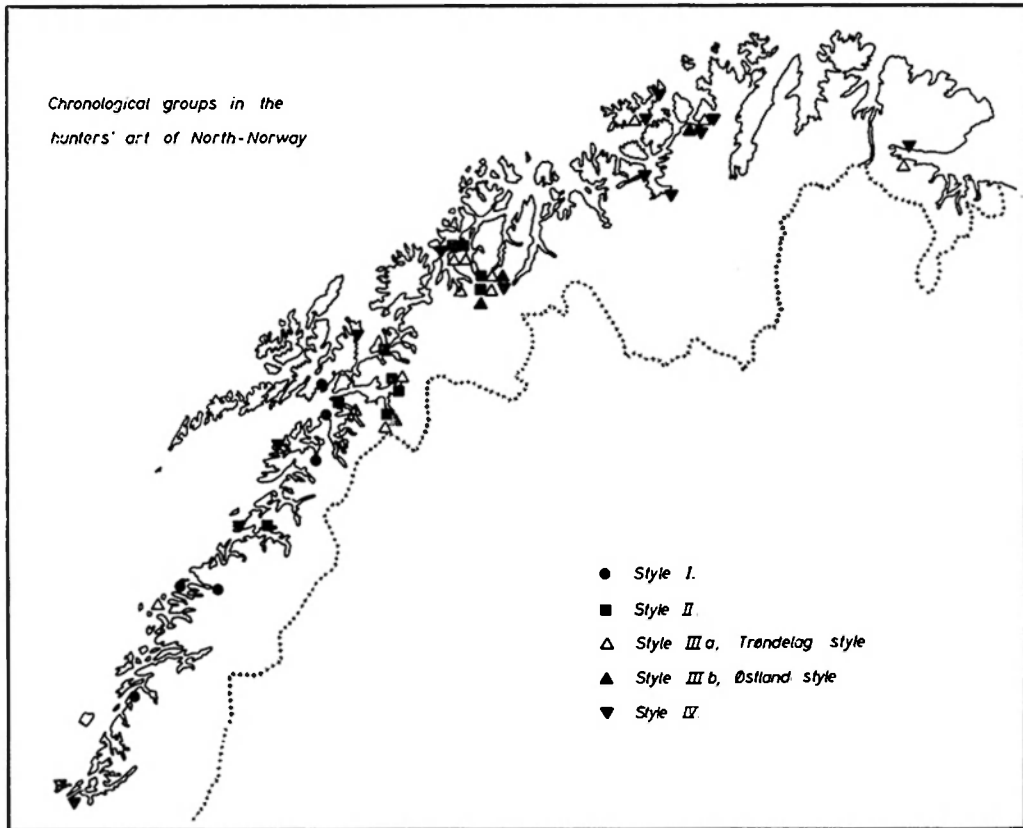 Chronological groups in the
hunters' art of North-Norway
Style I.
Style II.
Style III a, Trøndelag style
Style III b, Østland style
Style IV.